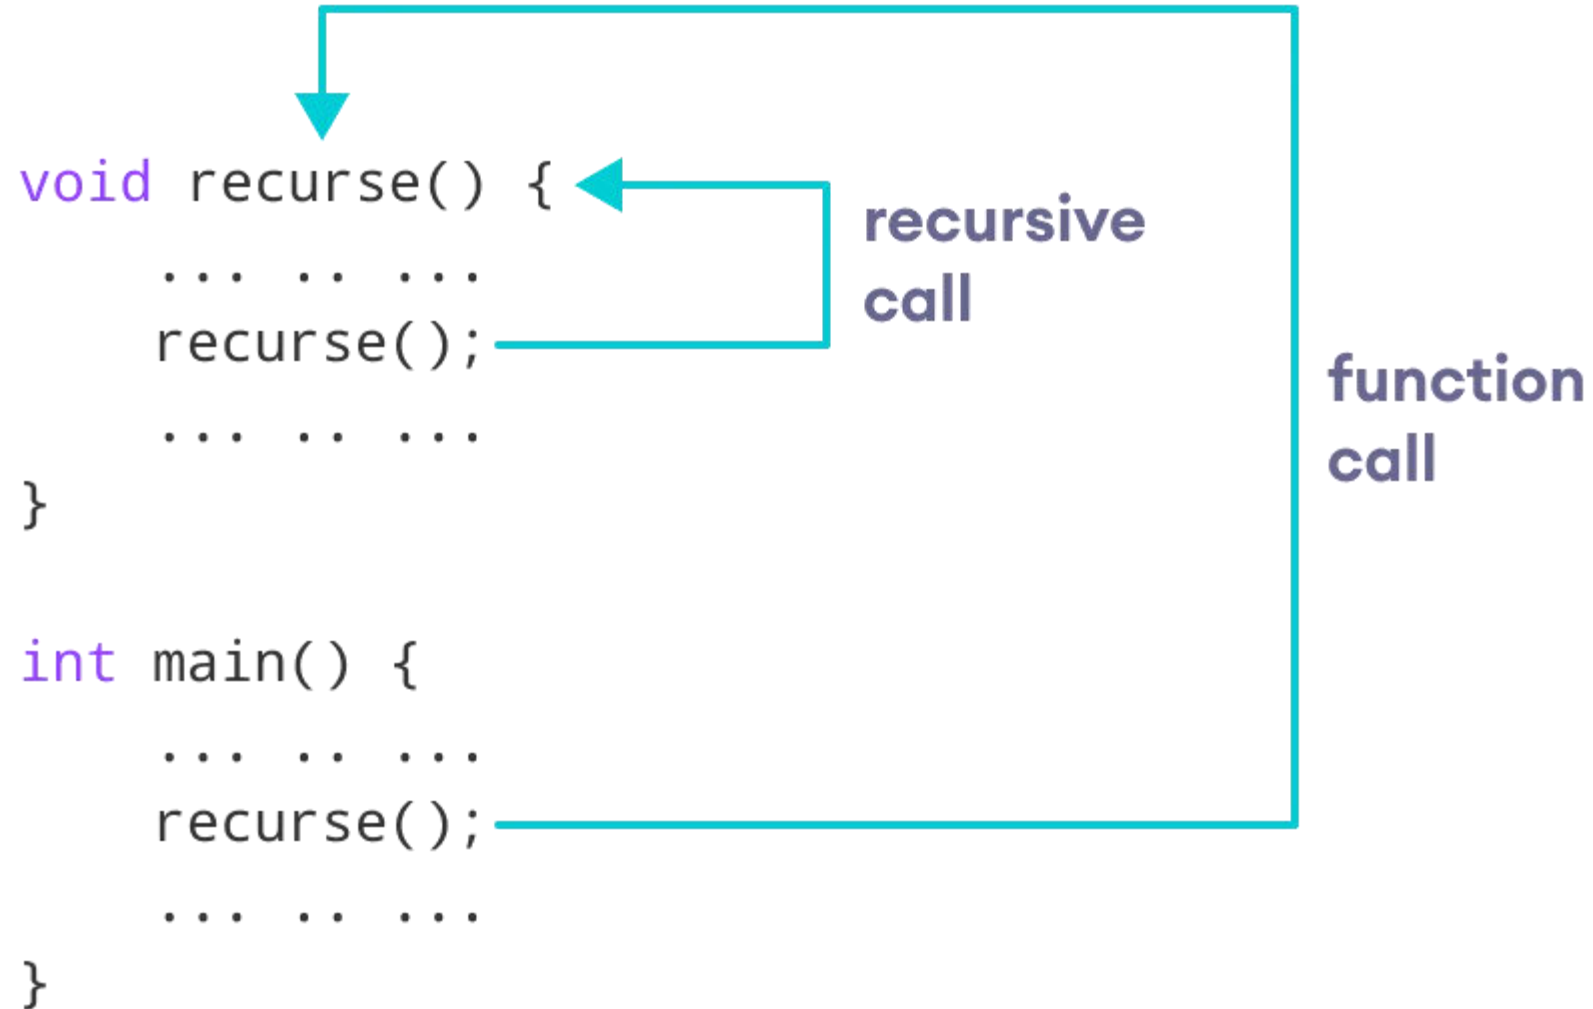 void recurse() {
... .. ...
recurse();
... .. ...
}
recursive
call
function
call
int main() {
... .. ...
recurse();
... .. ...
}